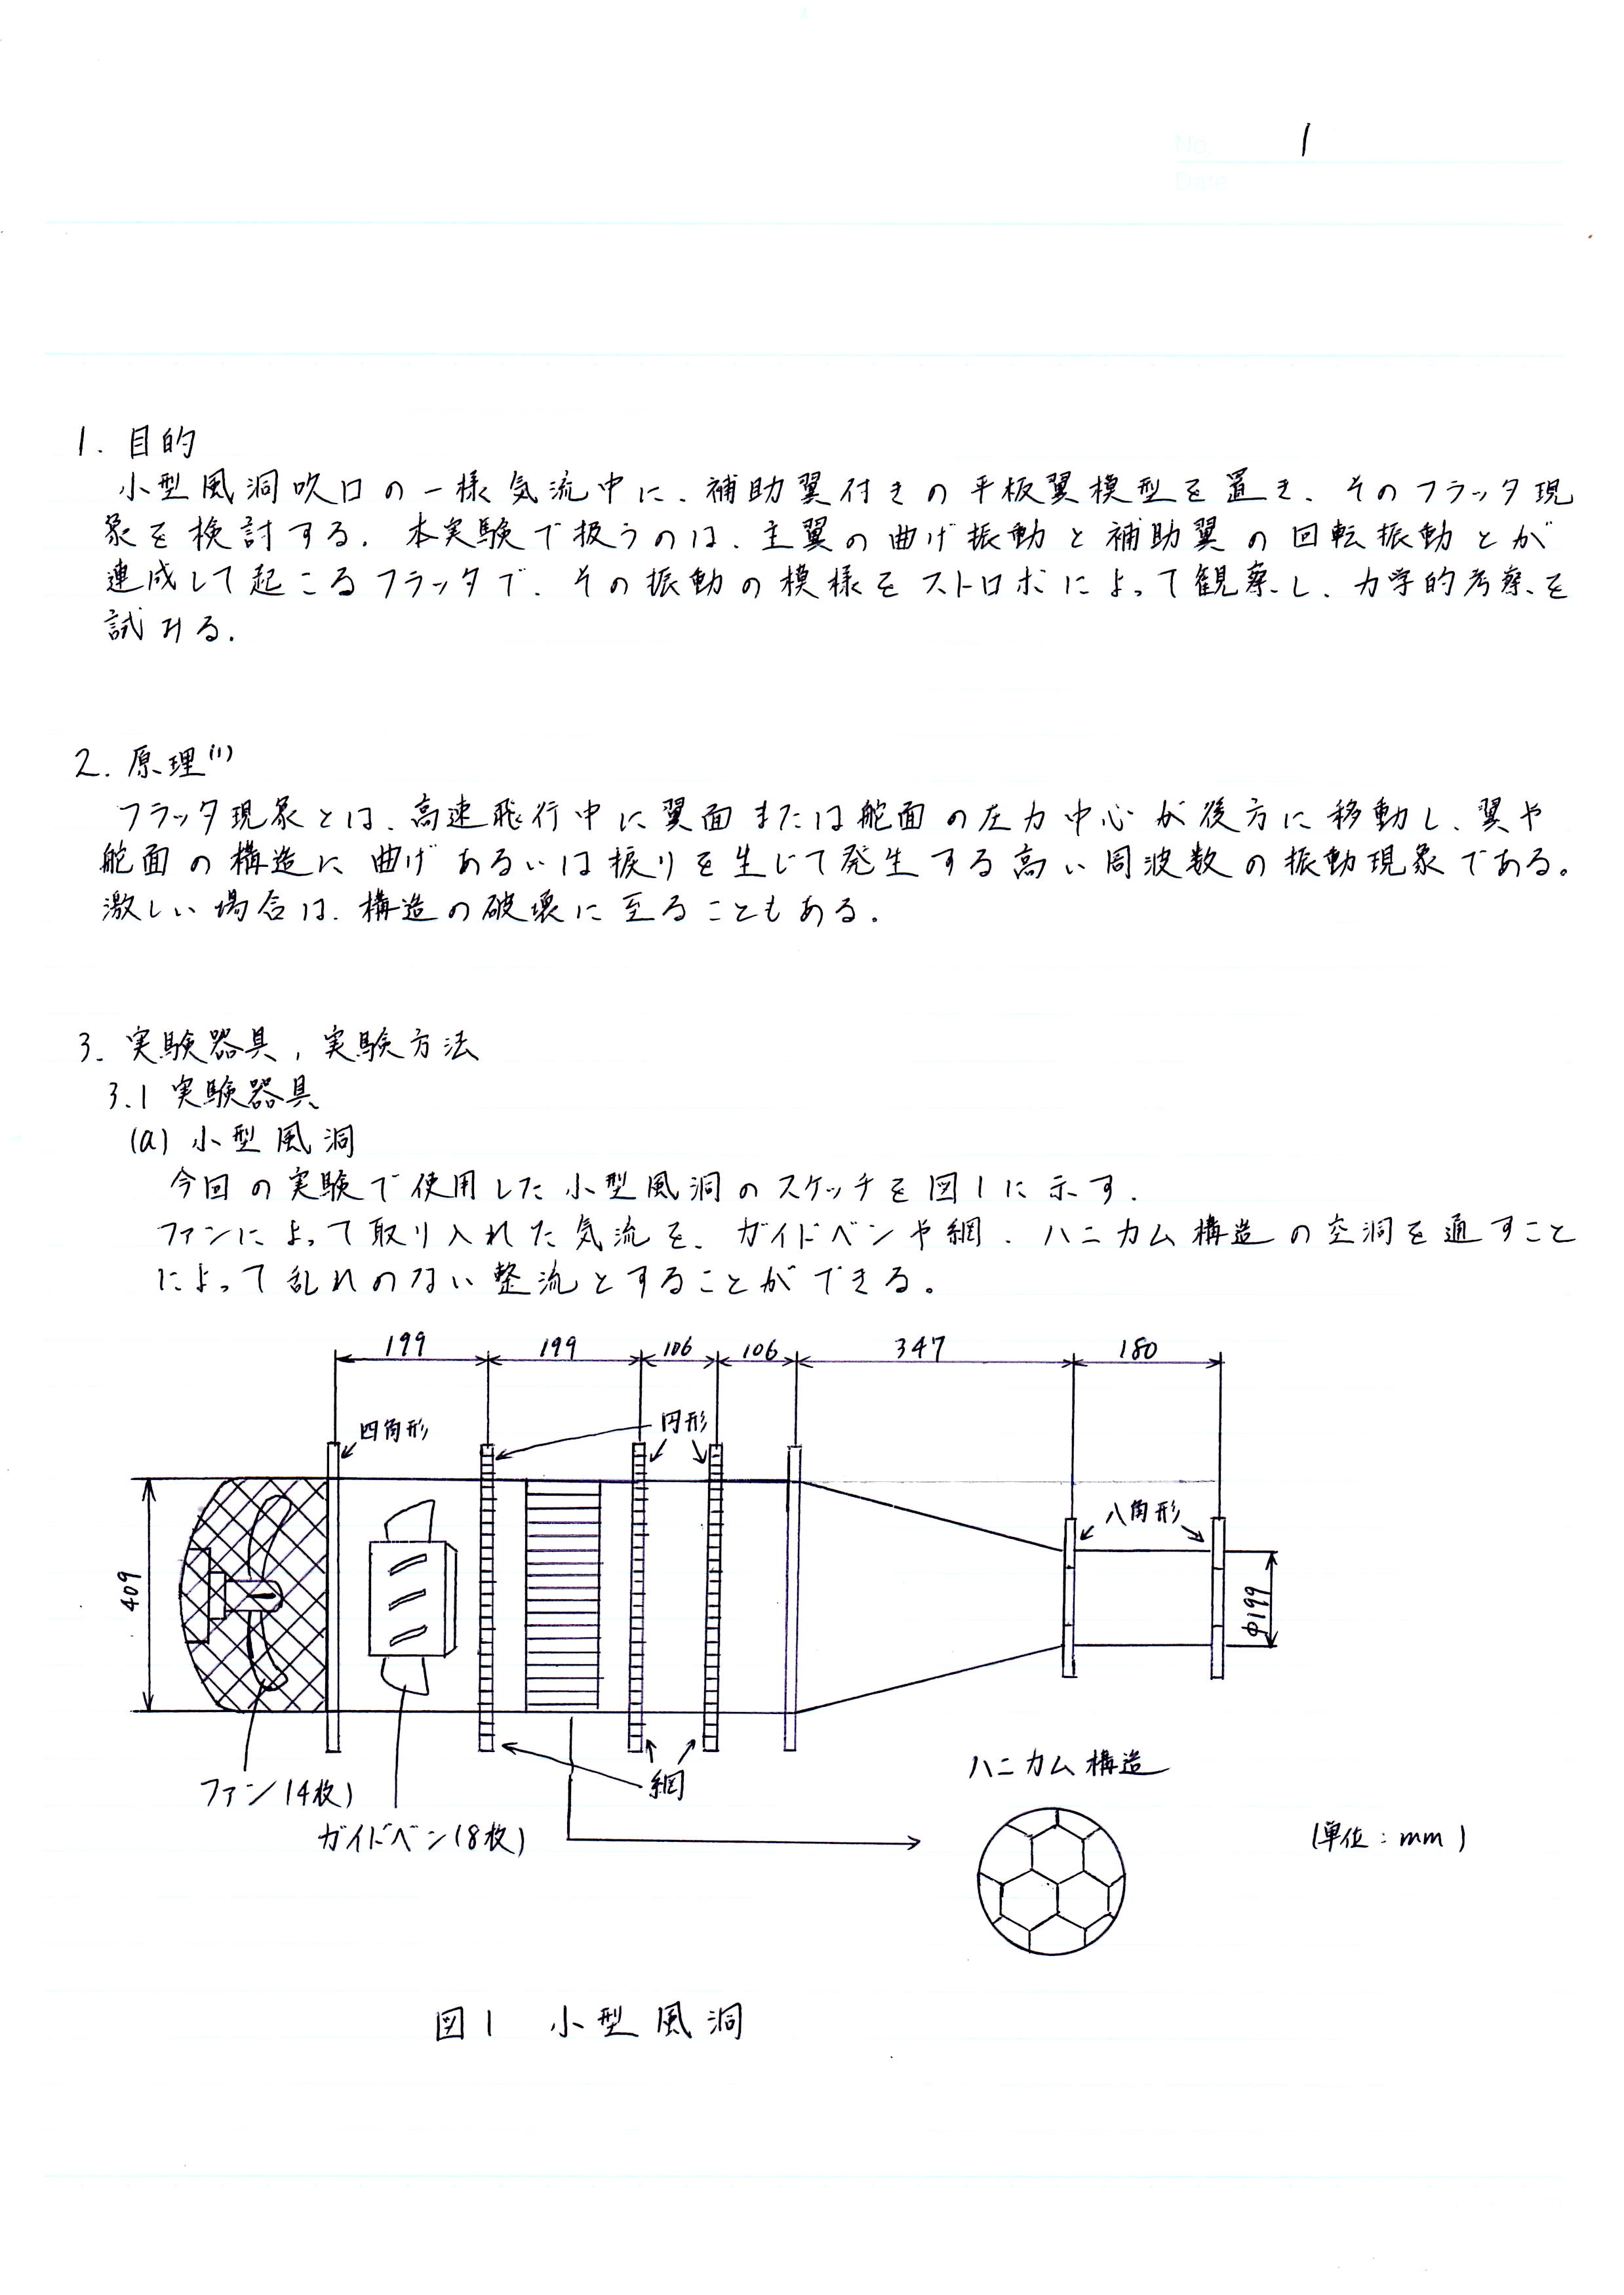 No. 1
Date
1. 目的
小型風洞吹口の一様気流中に、補助翼付きの平板翼模型を置き、そのフラッタ現
象を検討する. 本実験で扱うのは、主翼の曲げ振動と補助翼の回転振動とが
連成して起こるフラッタで、その振動の模様をストロボによって観察し、力学的考察を
試みる.
2. 原理(1)
フラッタ現象とは、高速飛行中に翼面または舵面の圧力中心が後方に移動し、翼や
舵面の構造に曲げあるいは捩りを生じて発生する高い周波数の振動現象である。
激しい場合は、構造の破壊に至ることもある.
3. 実験器具, 実験方法
3.1 実験器具
(a) 小型風洞
今回の実験で使用した小型風洞のスケッチを図1に示す.
ファンによって取り入れた気流を、ガイドベンや網、ハニカム構造の空洞を通すこと
によって乱れのない整流とすることができる。
199 199 106 106 347 180
四角形 円形
八角形
409
φ199
網
ファン(4枚)
ガイドベン(8枚)
ハニカム構造
(単位:mm)
図1 小型風洞